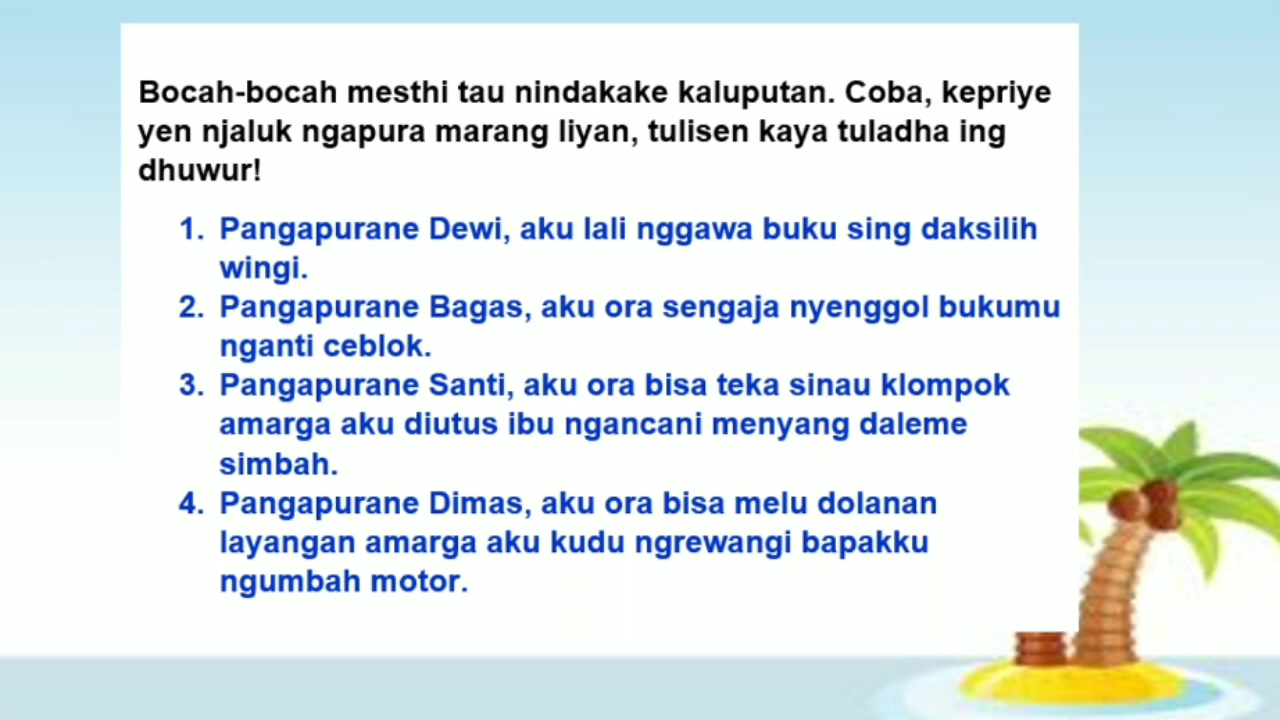 Bocah-bocah mesthi tau nindakake kaluputan. Coba, kepriye
yen njaluk ngapura marang liyan, tulisen kaya tuladha ing
dhuwur!
1. Pangapurane Dewi, aku lali nggawa buku sing daksilih
wingi.
2. Pangapurane Bagas, aku ora sengaja nyenggol bukumu
nganti ceblok.
3. Pangapurane Santi, aku ora bisa teka sinau klompok
amarga aku diutus ibu ngancani menyang daleme
simbah.
4. Pangapurane Dimas, aku ora bisa melu dolanan
layangan amarga aku kudu ngrewangi bapakku
ngumbah motor.